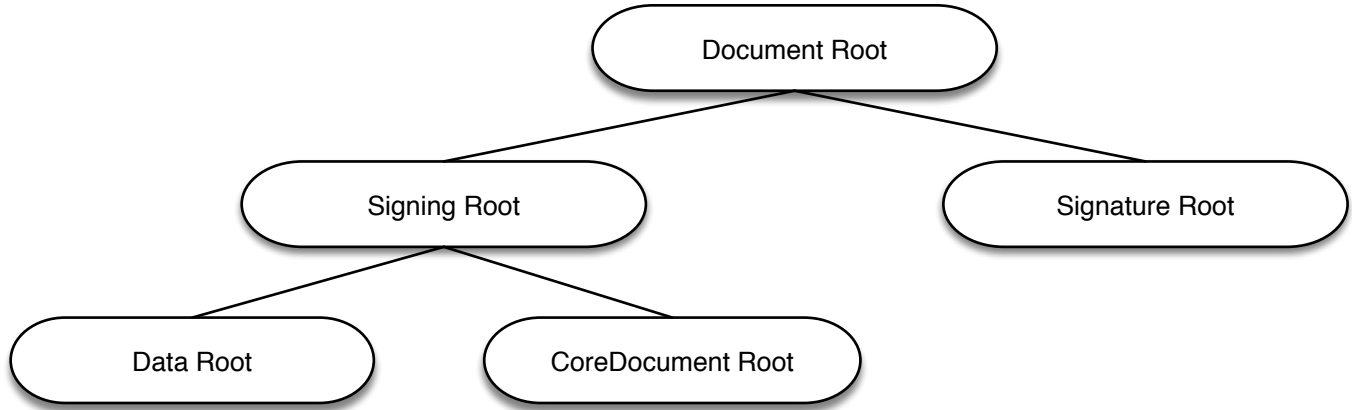 Document Root
Signing Root
Signature Root
Data Root
CoreDocument Root